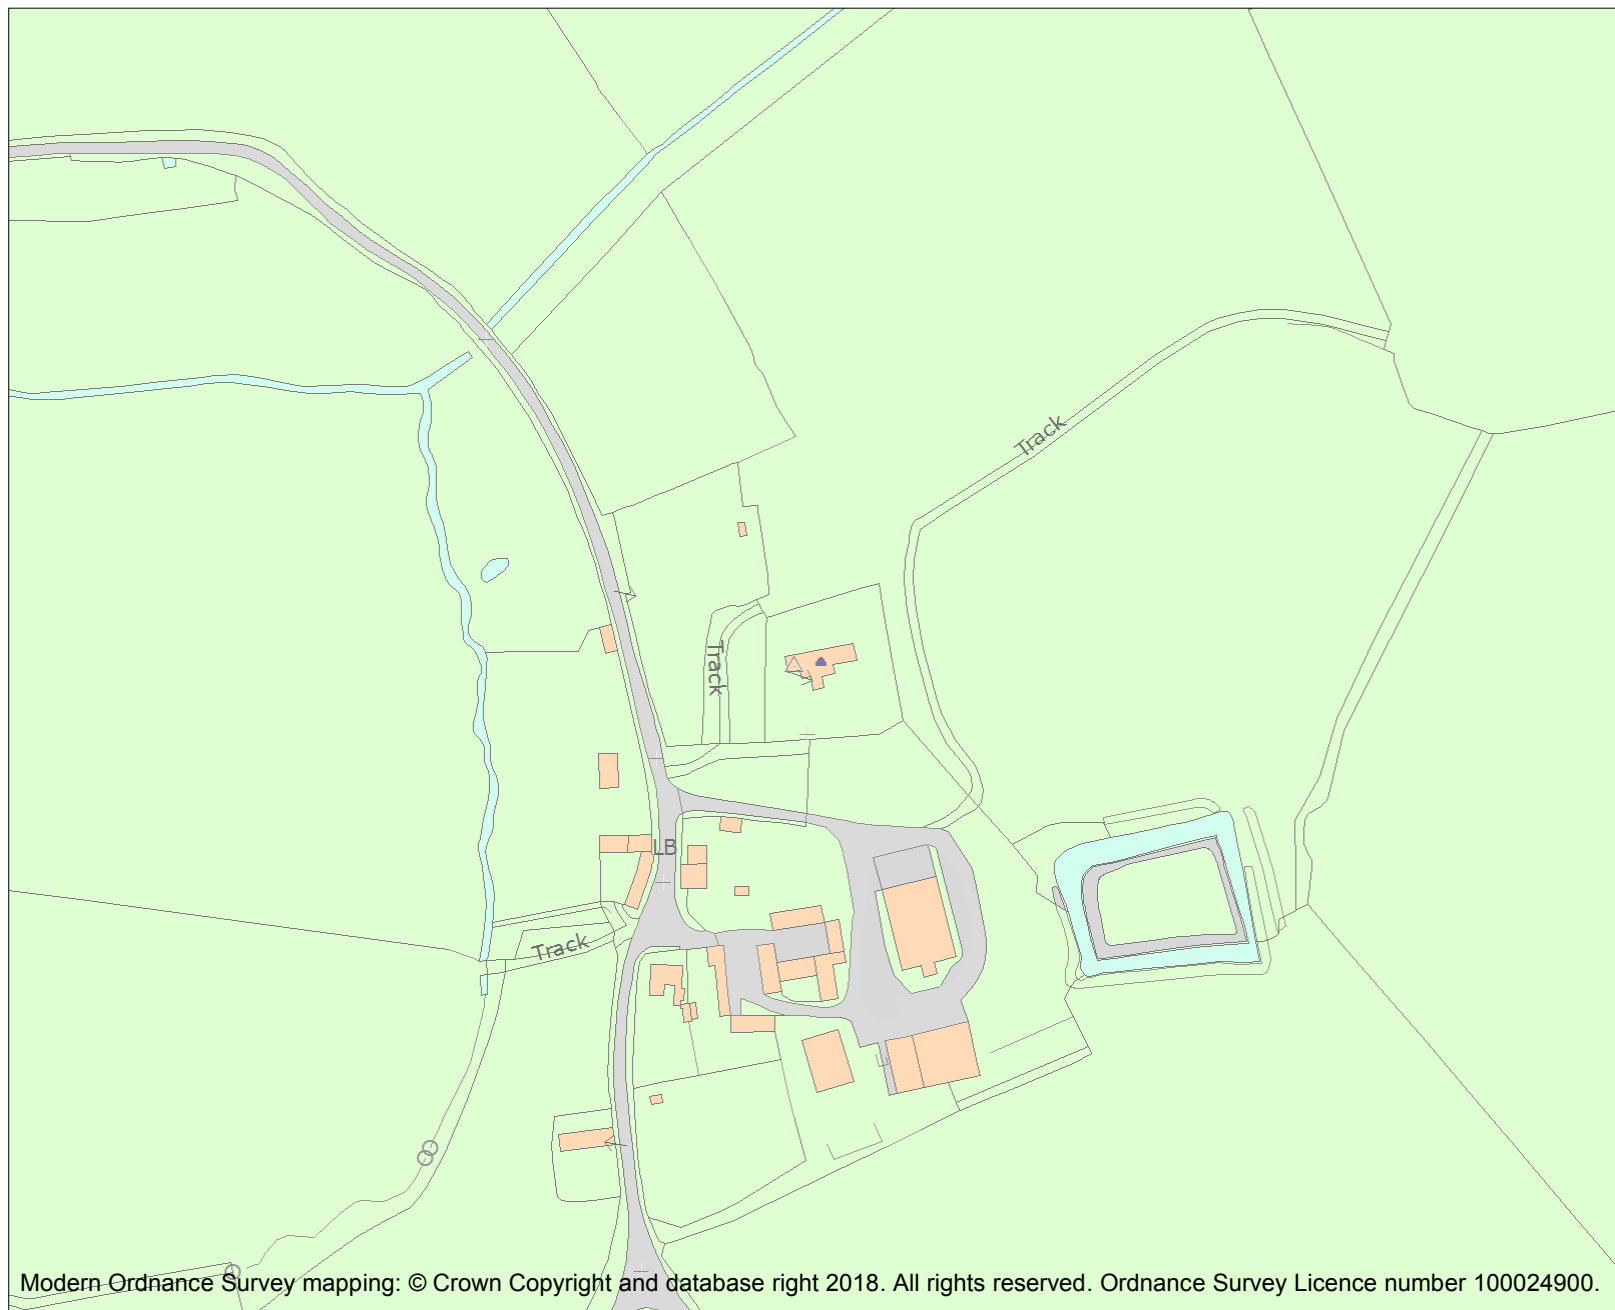 Track
Track
LB
Track
Modern Ordnance Survey mapping: © Crown Copyright and database right 2018. All rights reserved. Ordnance Survey Licence number 100024900.